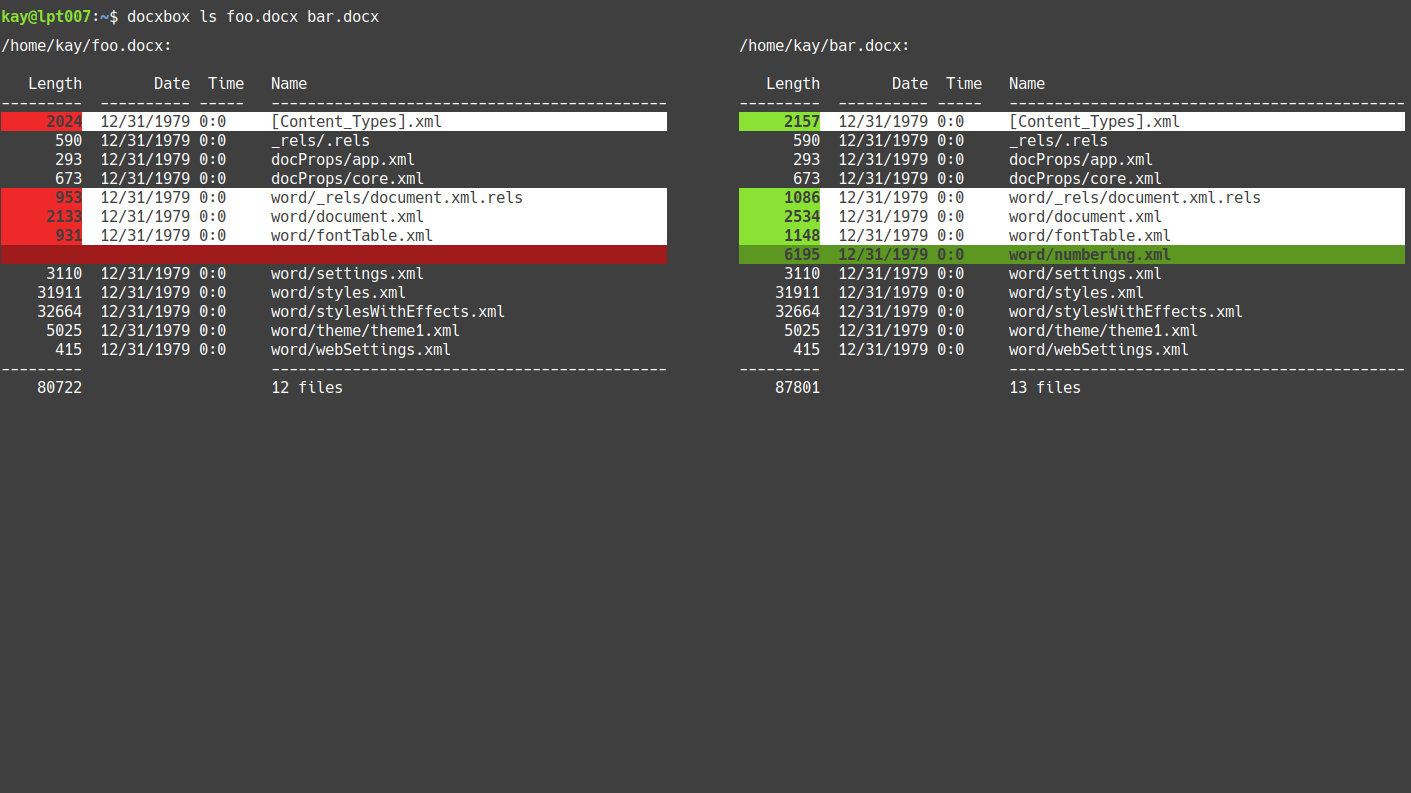 kay@lpt007:~$ docxbox ls foo.docx bar.docx
/home/kay/foo.docx: /home/kay/bar.docx:
Length Date Time Name Length Date Time Name
--------- ---------- ----- -------------------------------------------- --------- ---------- ----- --------------------------------------------
2024 12/31/1979 0:0 [Content_Types].xml 2157 12/31/1979 0:0 [Content_Types].xml
590 12/31/1979 0:0 _rels/.rels 590 12/31/1979 0:0 _rels/.rels
293 12/31/1979 0:0 docProps/app.xml 293 12/31/1979 0:0 docProps/app.xml
673 12/31/1979 0:0 docProps/core.xml 673 12/31/1979 0:0 docProps/core.xml
953 12/31/1979 0:0 word/_rels/document.xml.rels 1086 12/31/1979 0:0 word/_rels/document.xml.rels
2133 12/31/1979 0:0 word/document.xml 2534 12/31/1979 0:0 word/document.xml
931 12/31/1979 0:0 word/fontTable.xml 1148 12/31/1979 0:0 word/fontTable.xml
6195 12/31/1979 0:0 word/numbering.xml
3110 12/31/1979 0:0 word/settings.xml 3110 12/31/1979 0:0 word/settings.xml
31911 12/31/1979 0:0 word/styles.xml 31911 12/31/1979 0:0 word/styles.xml
32664 12/31/1979 0:0 word/stylesWithEffects.xml 32664 12/31/1979 0:0 word/stylesWithEffects.xml
5025 12/31/1979 0:0 word/theme/theme1.xml 5025 12/31/1979 0:0 word/theme/theme1.xml
415 12/31/1979 0:0 word/webSettings.xml 415 12/31/1979 0:0 word/webSettings.xml
--------- -------------------------------------------- --------- --------------------------------------------
80722 12 files 87801 13 files